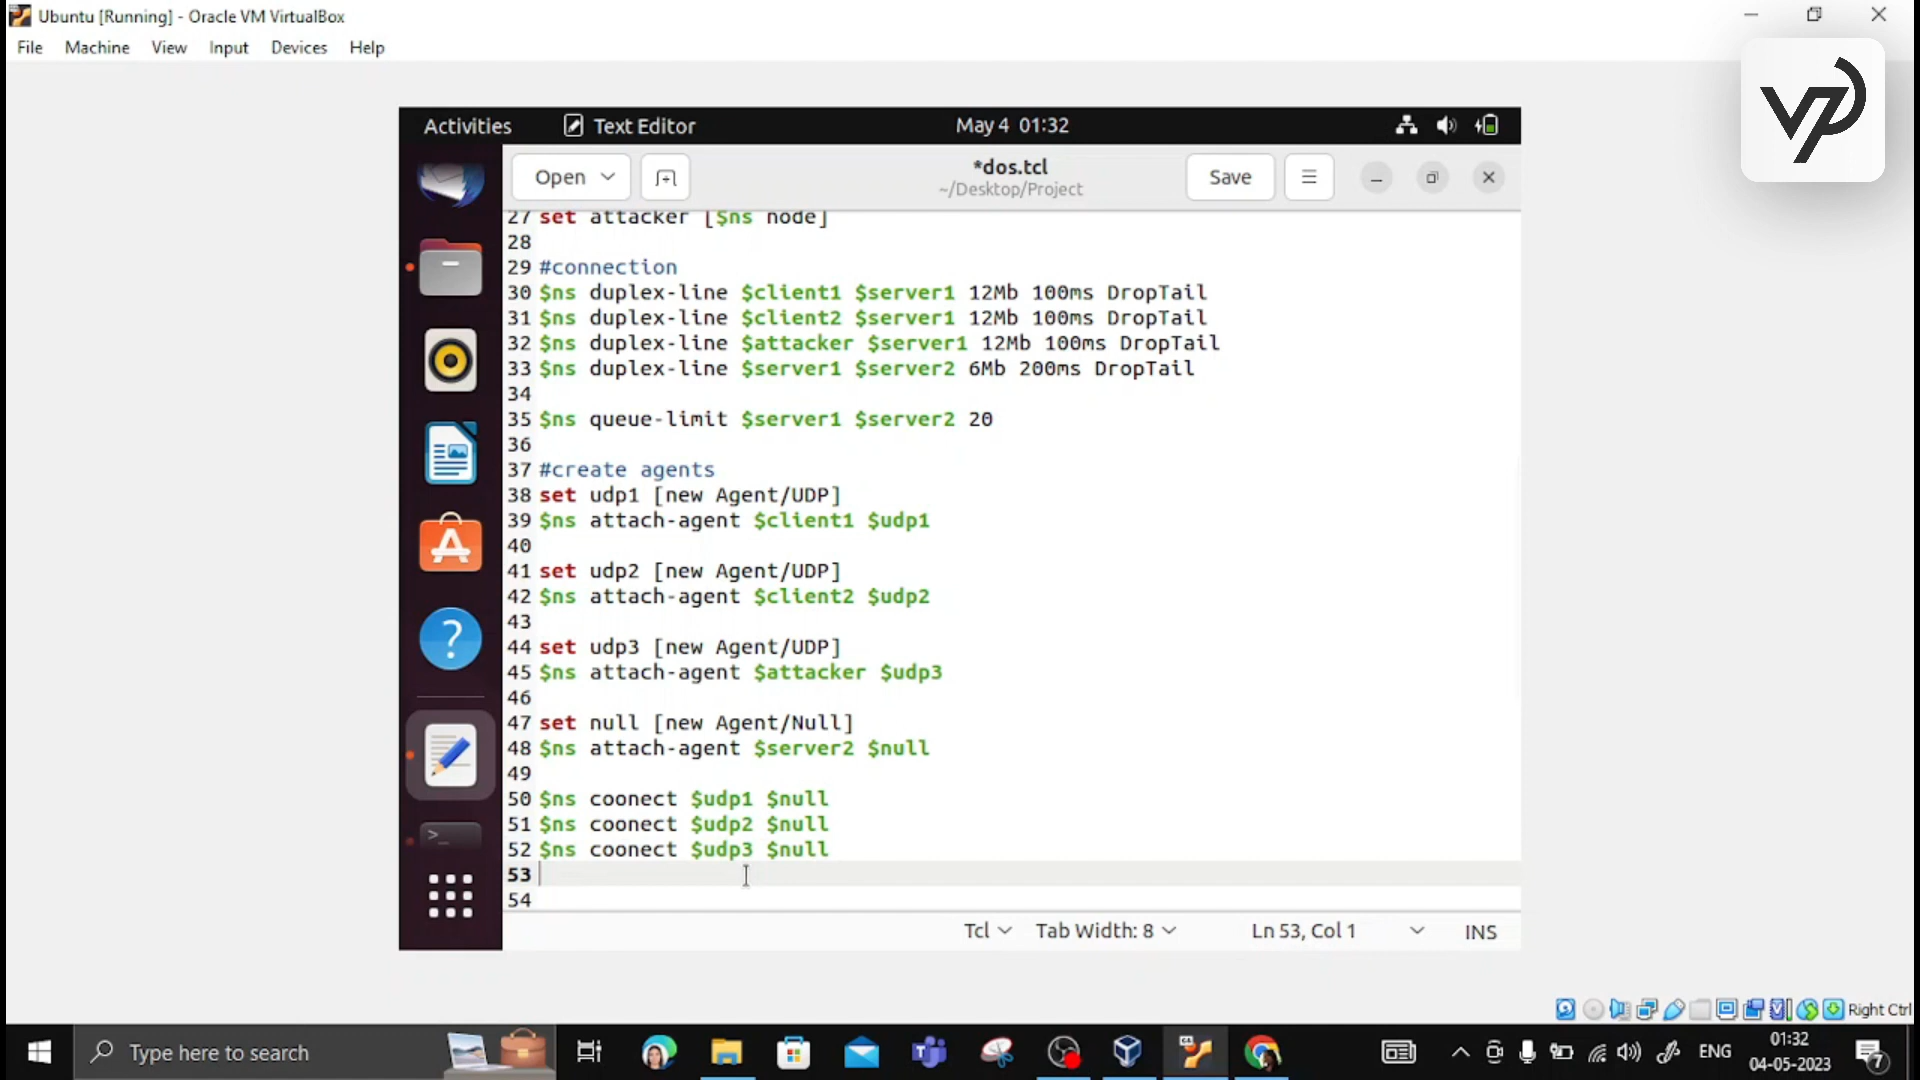 Ubuntu [Running] - Oracle VM VirtualBox
File Machine View Input Devices Help
VP
Activities Text Editor May 4 01:32
Open *dos.tcl Save
~/Desktop/Project
27 set attacker [$ns node]
28
29 #connection
30 $ns duplex-line $client1 $server1 12Mb 100ms DropTail
31 $ns duplex-line $client2 $server1 12Mb 100ms DropTail
32 $ns duplex-line $attacker $server1 12Mb 100ms DropTail
33 $ns duplex-line $server1 $server2 6Mb 200ms DropTail
34
35 $ns queue-limit $server1 $server2 20
36
37 #create agents
38 set udp1 [new Agent/UDP]
39 $ns attach-agent $client1 $udp1
40
41 set udp2 [new Agent/UDP]
42 $ns attach-agent $client2 $udp2
43
44 set udp3 [new Agent/UDP]
45 $ns attach-agent $attacker $udp3
46
47 set null [new Agent/Null]
48 $ns attach-agent $server2 $null
49
50 $ns coonect $udp1 $null
51 $ns coonect $udp2 $null
52 $ns coonect $udp3 $null
53
54
Tcl Tab Width: 8 Ln 53, Col 1 INS
Right Ctrl
Type here to search ENG 01:32
04-05-2023 7